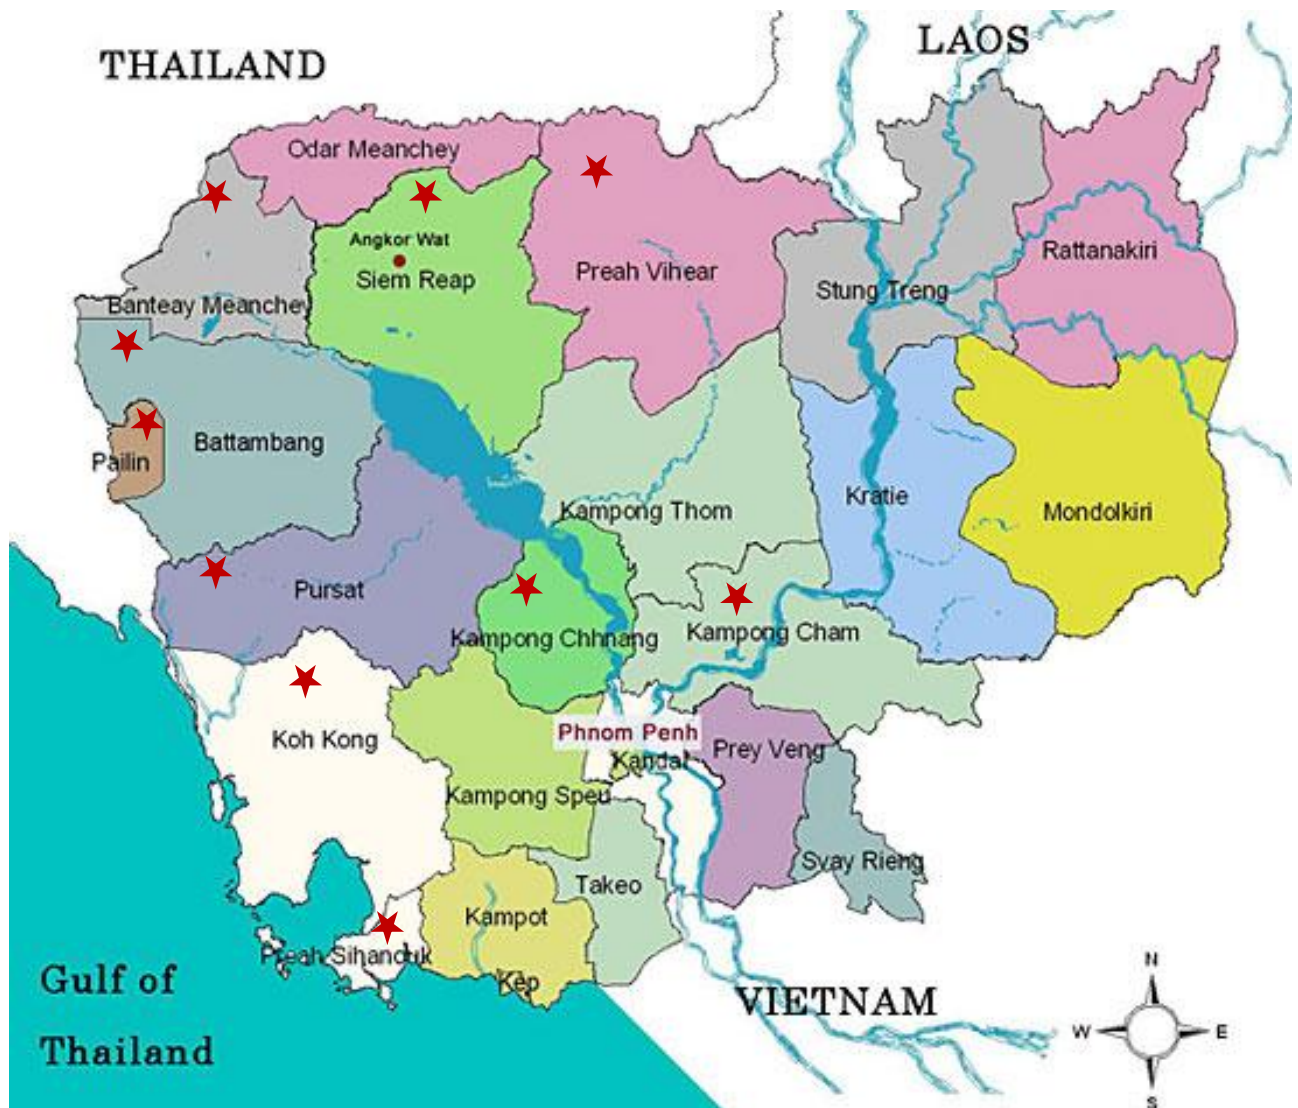 THAILAND
LAOS
Odar Meanchey
Angkor Wat
Siem Reap
Preah Vihear
Rattanakiri
Stung Treng
Banteay Meanchey
Battambang
Pailin
Kampong Thom
Kratie
Mondolkiri
Pursat
Kampong Chhnang
Kampong Cham
Koh Kong
Phnom Penh
Kandal
Prey Veng
Kampong Speu
Svay Rieng
Takeo
Kampot
Preah Sihanouk
Kep
Gulf of
Thailand
VIETNAM
N
W
E
S